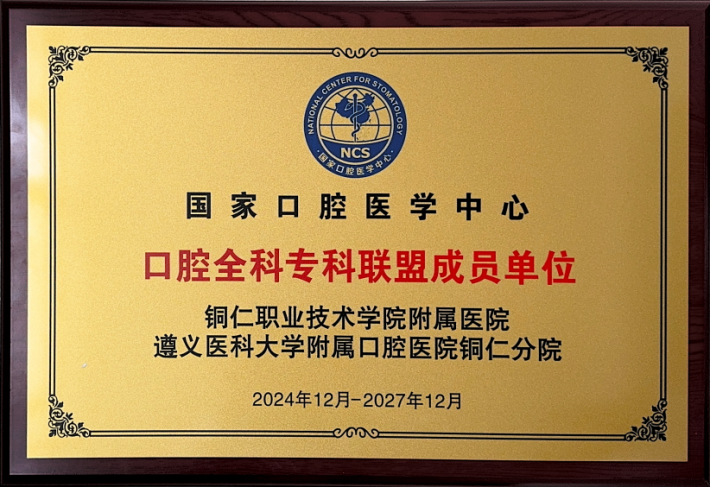 NATIONAL CENTER FOR STOMATOLOGY
NCS
·国家口腔医学中心·
国家口腔医学中心
口腔全科专科联盟成员单位
铜仁职业技术学院附属医院
遵义医科大学附属口腔医院铜仁分院
2024年12月-2027年12月